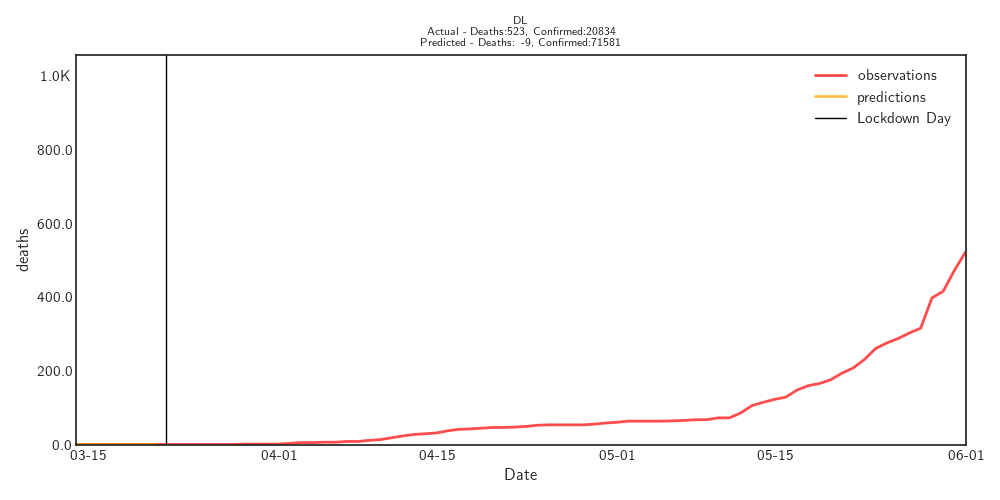 DL
Actual - Deaths:523, Confirmed:20834
Predicted - Deaths: -9, Confirmed:71581
observations
predictions
Lockdown Day
1.0K
800.0
600.0
400.0
200.0
0.0
deaths
03-15
04-01
04-15
05-01
05-15
06-01
Date